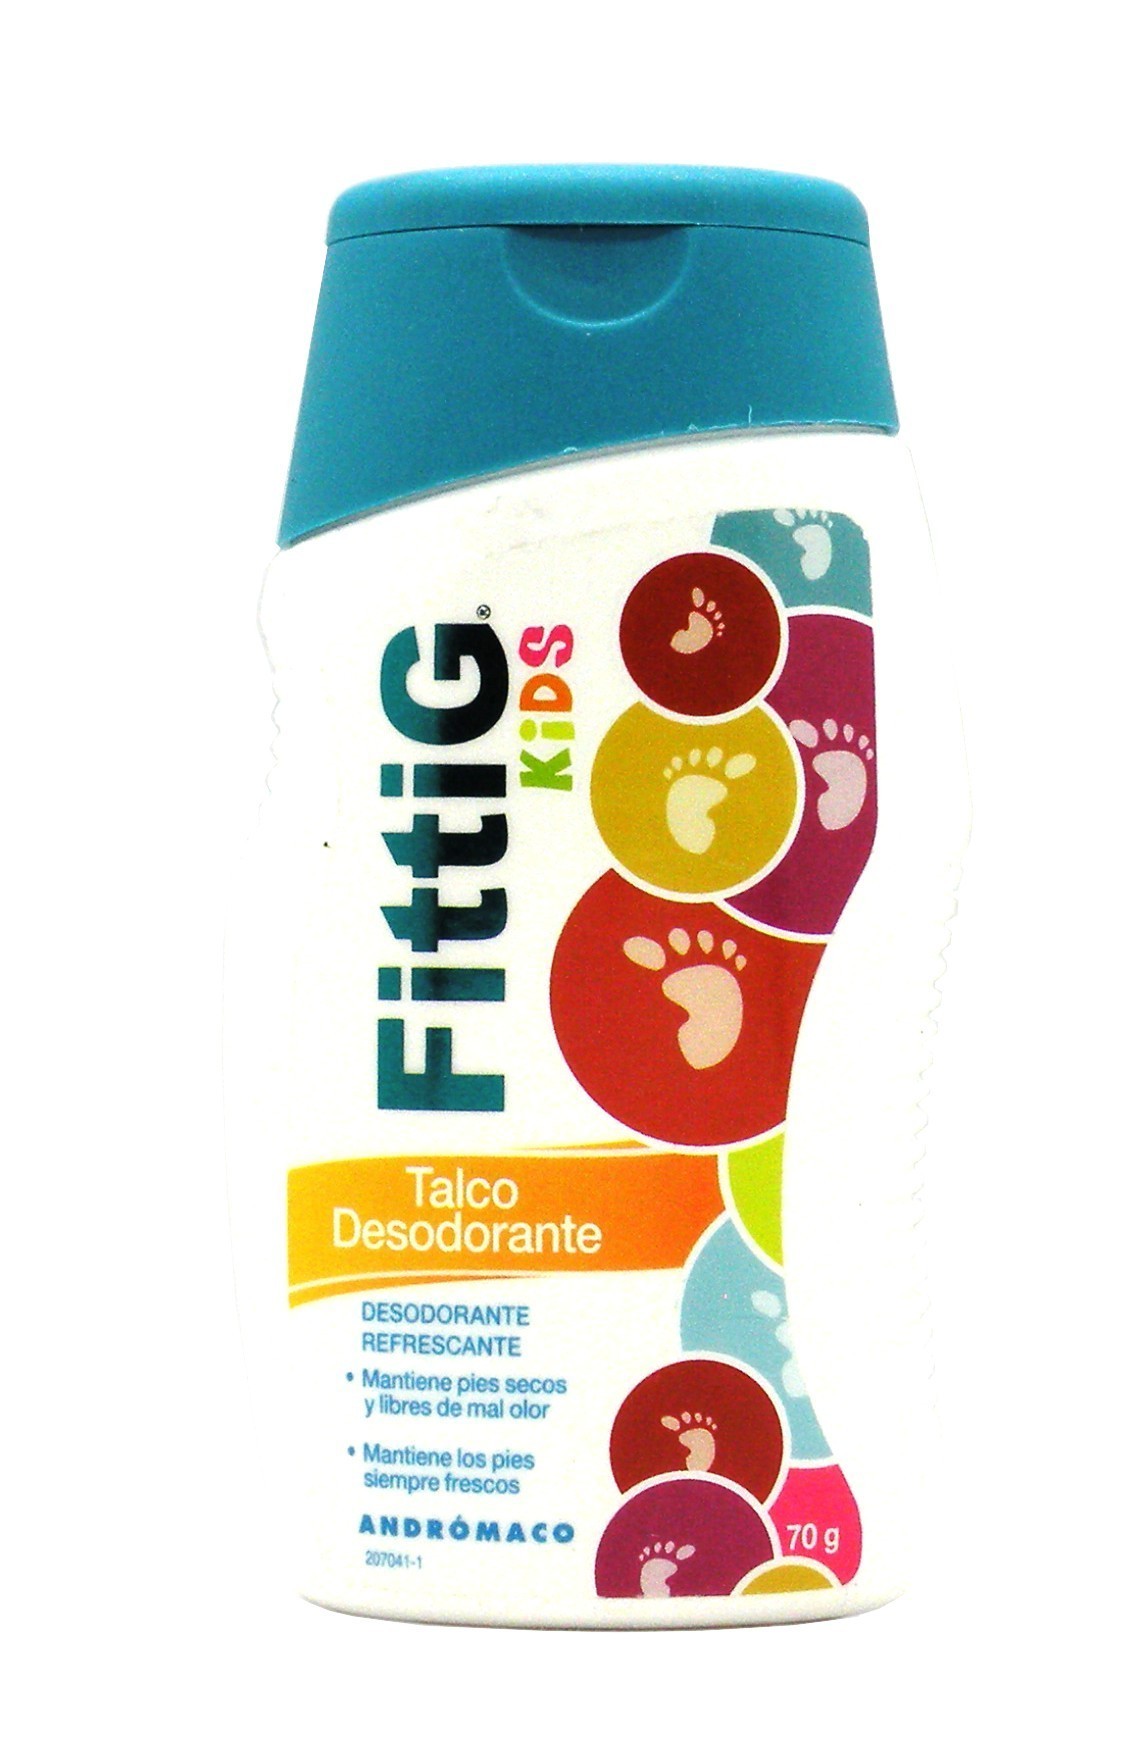 FittiG®
KiDS
Talco
Desodorante
DESODORANTE
REFRESCANTE
• Mantiene pies secos
y libres de mal olor
• Mantiene los pies
siempre frescos
ANDRÓMACO
207041-1
70 g